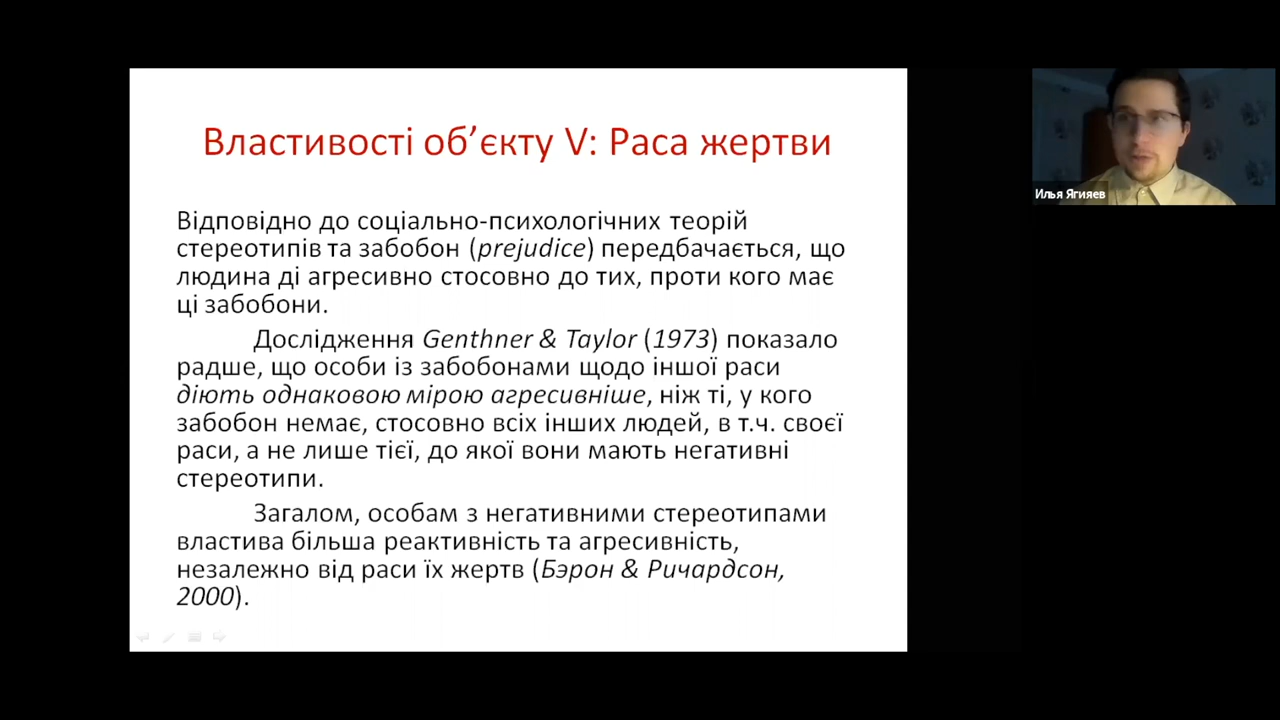 Властивості об’єкту V: Раса жертви
Відповідно до соціально-психологічних теорій
стереотипів та забобон (prejudice) передбачається, що
людина ді агресивно стосовно до тих, проти кого має
ці забобони.
Дослідження Genthner & Taylor (1973) показало
радше, що особи із забобонами щодо іншої раси
діють однаковою мірою агресивніше, ніж ті, у кого
забобон немає, стосовно всіх інших людей, в т.ч. своєї
раси, а не лише тієї, до якої вони мають негативні
стереотипи.
Загалом, особам з негативними стереотипами
властива більша реактивність та агресивність,
незалежно від раси їх жертв (Бэрон & Ричардсон,
2000).
Илья Ягияев